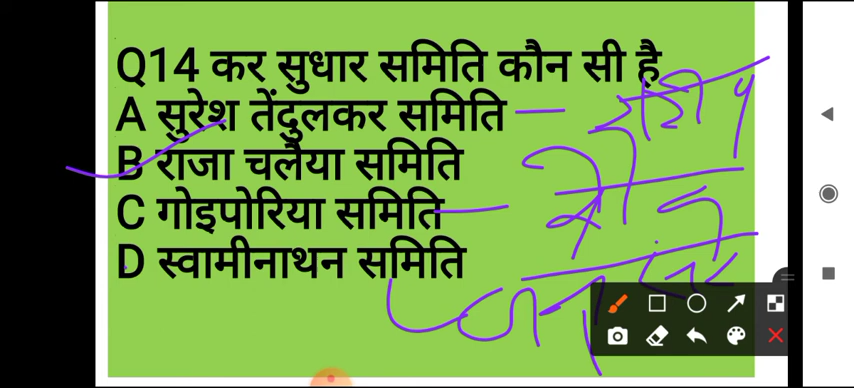 Q14 कर सुधार समिति कौन सी है
A सुरेश तेंदुलकर समिति
B राजा चलैया समिति
C गोइपोरिया समिति
D स्वामीनाथन समिति